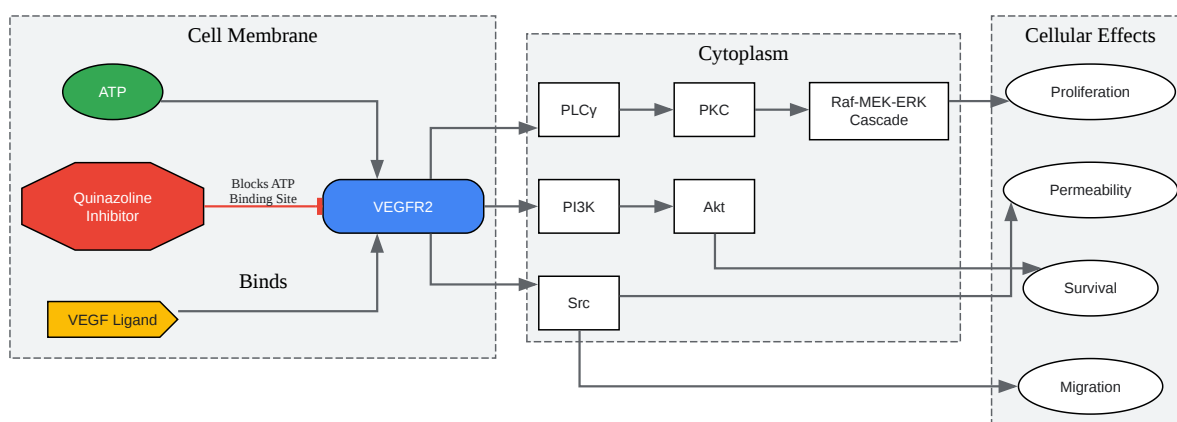 Cell Membrane
ATP
Quinazoline
Inhibitor
Blocks ATP
Binding Site
VEGFR2
Binds
VEGF Ligand
Cytoplasm
PLCγ
PKC
Raf-MEK-ERK
Cascade
PI3K
Akt
Src
Cellular Effects
Proliferation
Permeability
Survival
Migration